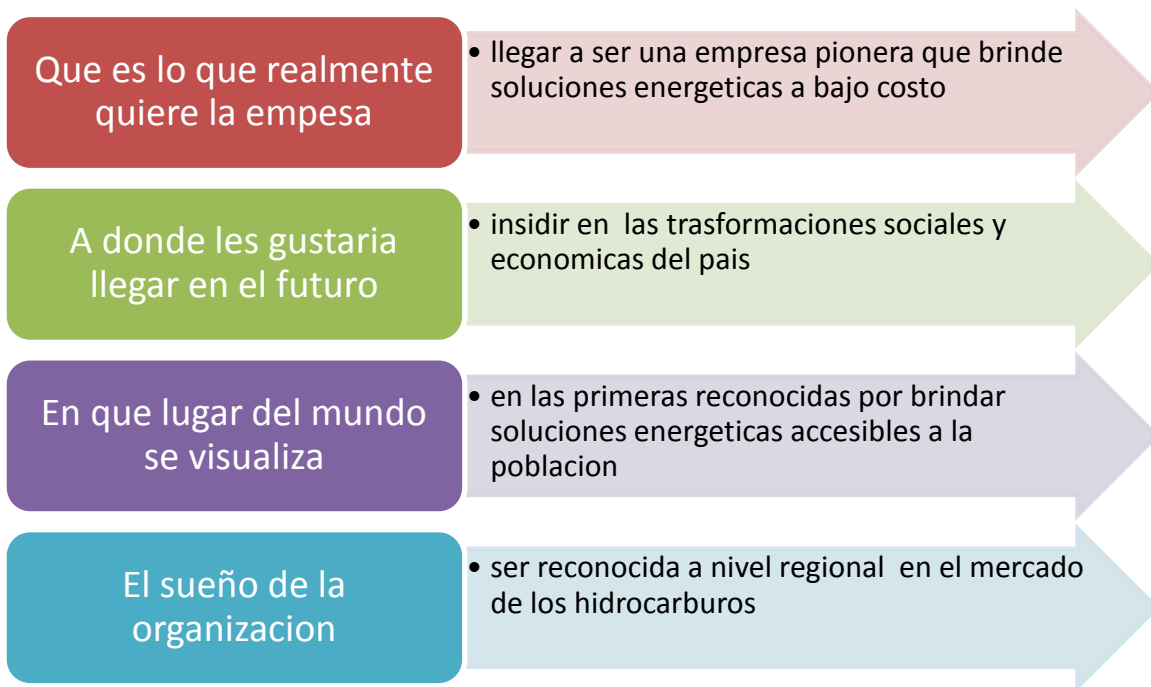 Que es lo que realmente
quiere la empesa
• llegar a ser una empresa pionera que brinde
soluciones energeticas a bajo costo
A donde les gustaria
llegar en el futuro
• insidir en las trasformaciones sociales y
economicas del pais
En que lugar del mundo
se visualiza
• en las primeras reconocidas por brindar
soluciones energeticas accesibles a la
poblacion
El sueño de la
organizacion
• ser reconocida a nivel regional en el mercado
de los hidrocarburos